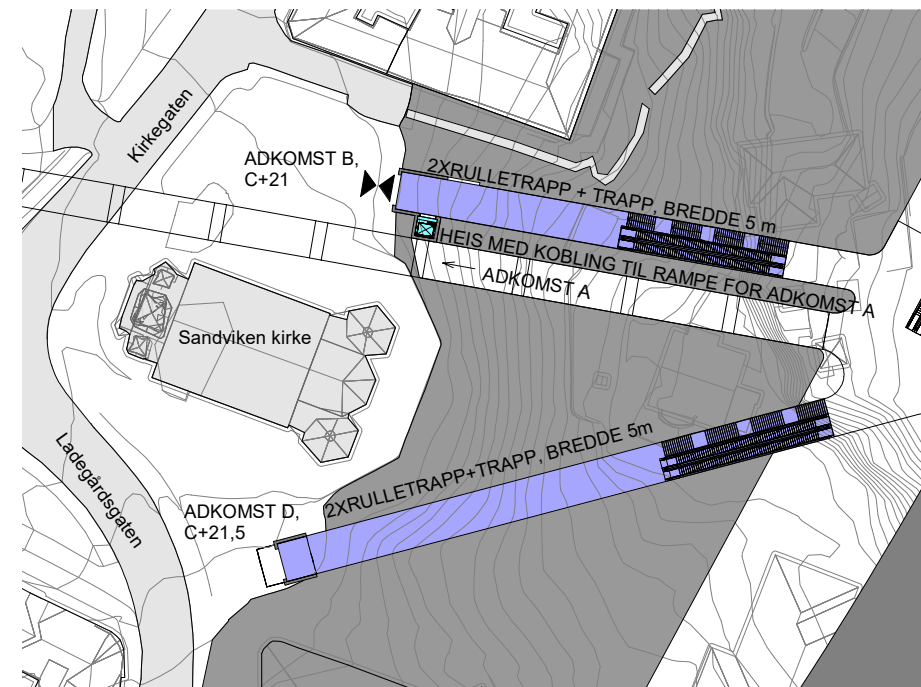 Kirkegaten
ADKOMST B,
C+21
2XRULLETRAPP + TRAPP, BREDDE 5 m
HEIS MED KOBLING TIL RAMPE FOR ADKOMST A
← ADKOMST A
Sandviken kirke
Ladegårdsgaten
2XRULLETRAPP+TRAPP, BREDDE 5m
ADKOMST D,
C+21,5